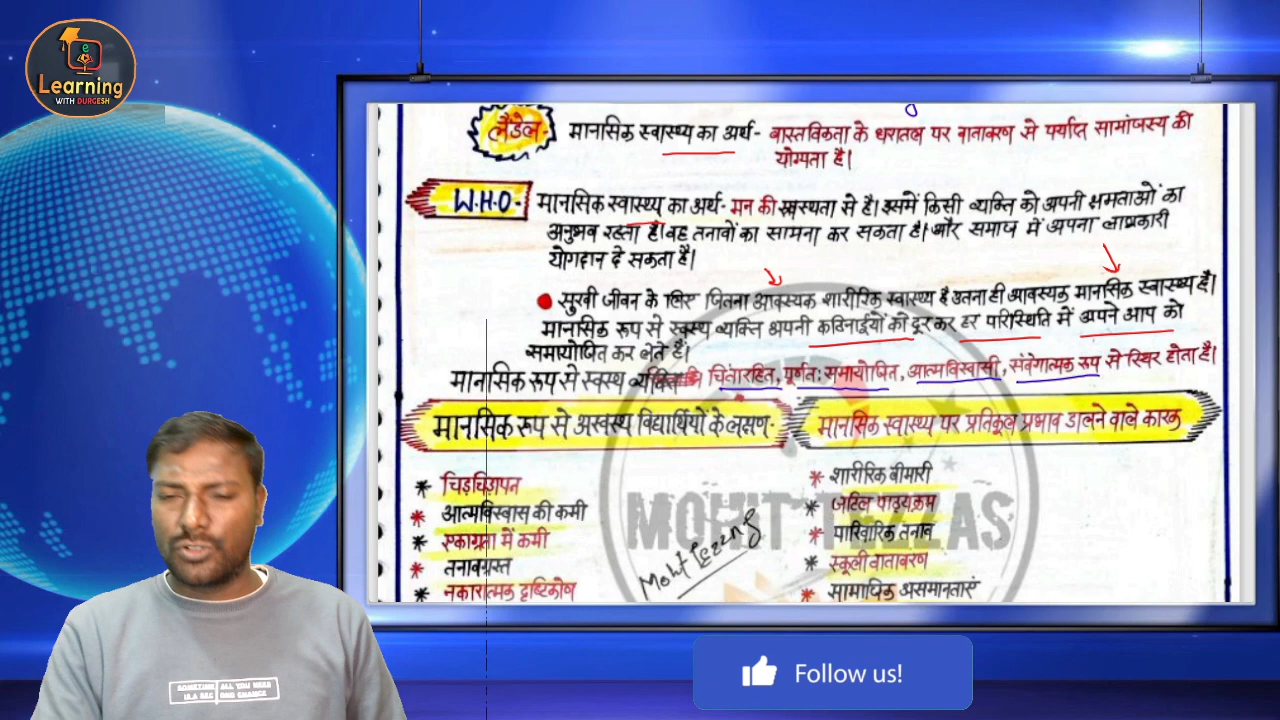 e
Learning
WITH DURGESH
लैडेल- मानसिक स्वास्थ्य का अर्थ- वास्तविकता के धरातल पर वातावरण से पर्याप्त सामांजस्य की
योग्यता है।
W.H.O- मानसिक स्वास्थ्य का अर्थ- मन की स्वस्थता से है। इसमें किसी व्यक्ति को अपनी क्षमताओं का
अनुभव रहता है। वह तनावों का सामना कर सकता है। और समाज में अपना लाभकारी
योगदान दे सकता है।
सुखी जीवन के लिए जितना आवश्यक शारीरिक स्वास्थ्य है उतना ही आवश्यक मानसिक स्वास्थ्य है।
मानसिक रूप से स्वस्थ व्यक्ति अपनी कठिनाईयों को दूर कर हर परिस्थिति में अपने आप को
समायोजित कर लेते हैं।
मानासिक रूप से स्वस्थ व्यक्ति चिंतारहित, पूर्णतः समायोजित, आत्मविश्वासी, संवेगात्मक रूप से स्थिर होता है।
मानसिक रूप से अस्वस्थ विद्यार्थियों के लक्षण-
* चिड़चिड़ापन
* आत्मविश्वास की कमी
* एकाग्रता में कमी
* तनावग्रस्त
* नकारात्मक दृष्टिकोण
मानसिक स्वास्थ्य पर प्रतिकूल प्रभाव डालने वाले कारक
* शारीरिक बीमारी
* जटिल पाठ्यक्रम
* पारिवारिक तनाव
* स्कूली वातावरण
* सामाजिक असमानताएं
MOHIT TEZZAS
Follow us!